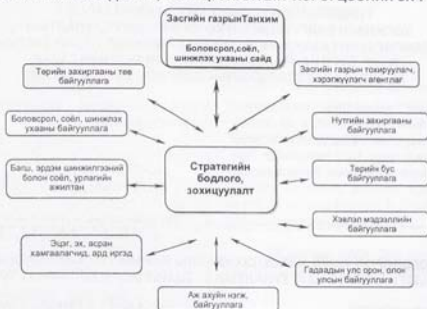 Засгийн газрынТанхим
Боловсрол,соёл,
шинжлэх ухааны сайд
Төрийн захиргааны төв
байгууллага
Засгийн газрын тохируулагч,
хэрэгжүүлэгч агентлаг
Боловсрол, соёл, шинжлэх
ухааны байгууллага
Нутгийн захиргааны
байгууллага
Стратегийн
бодлого,
зохицуулалт
Багш, эрдэм шинжилгээний
болон соёл, урлагийн
ажилтан
Төрийн бус
байгууллага
Хэвлэл мэдээллийн
байгууллага
Эцэг, эх, асран
хамгаалагчид, ард иргэд
Гадаадын улс орон, олон
улсын байгууллага
Аж ахуйн нэгж,
байгууллага